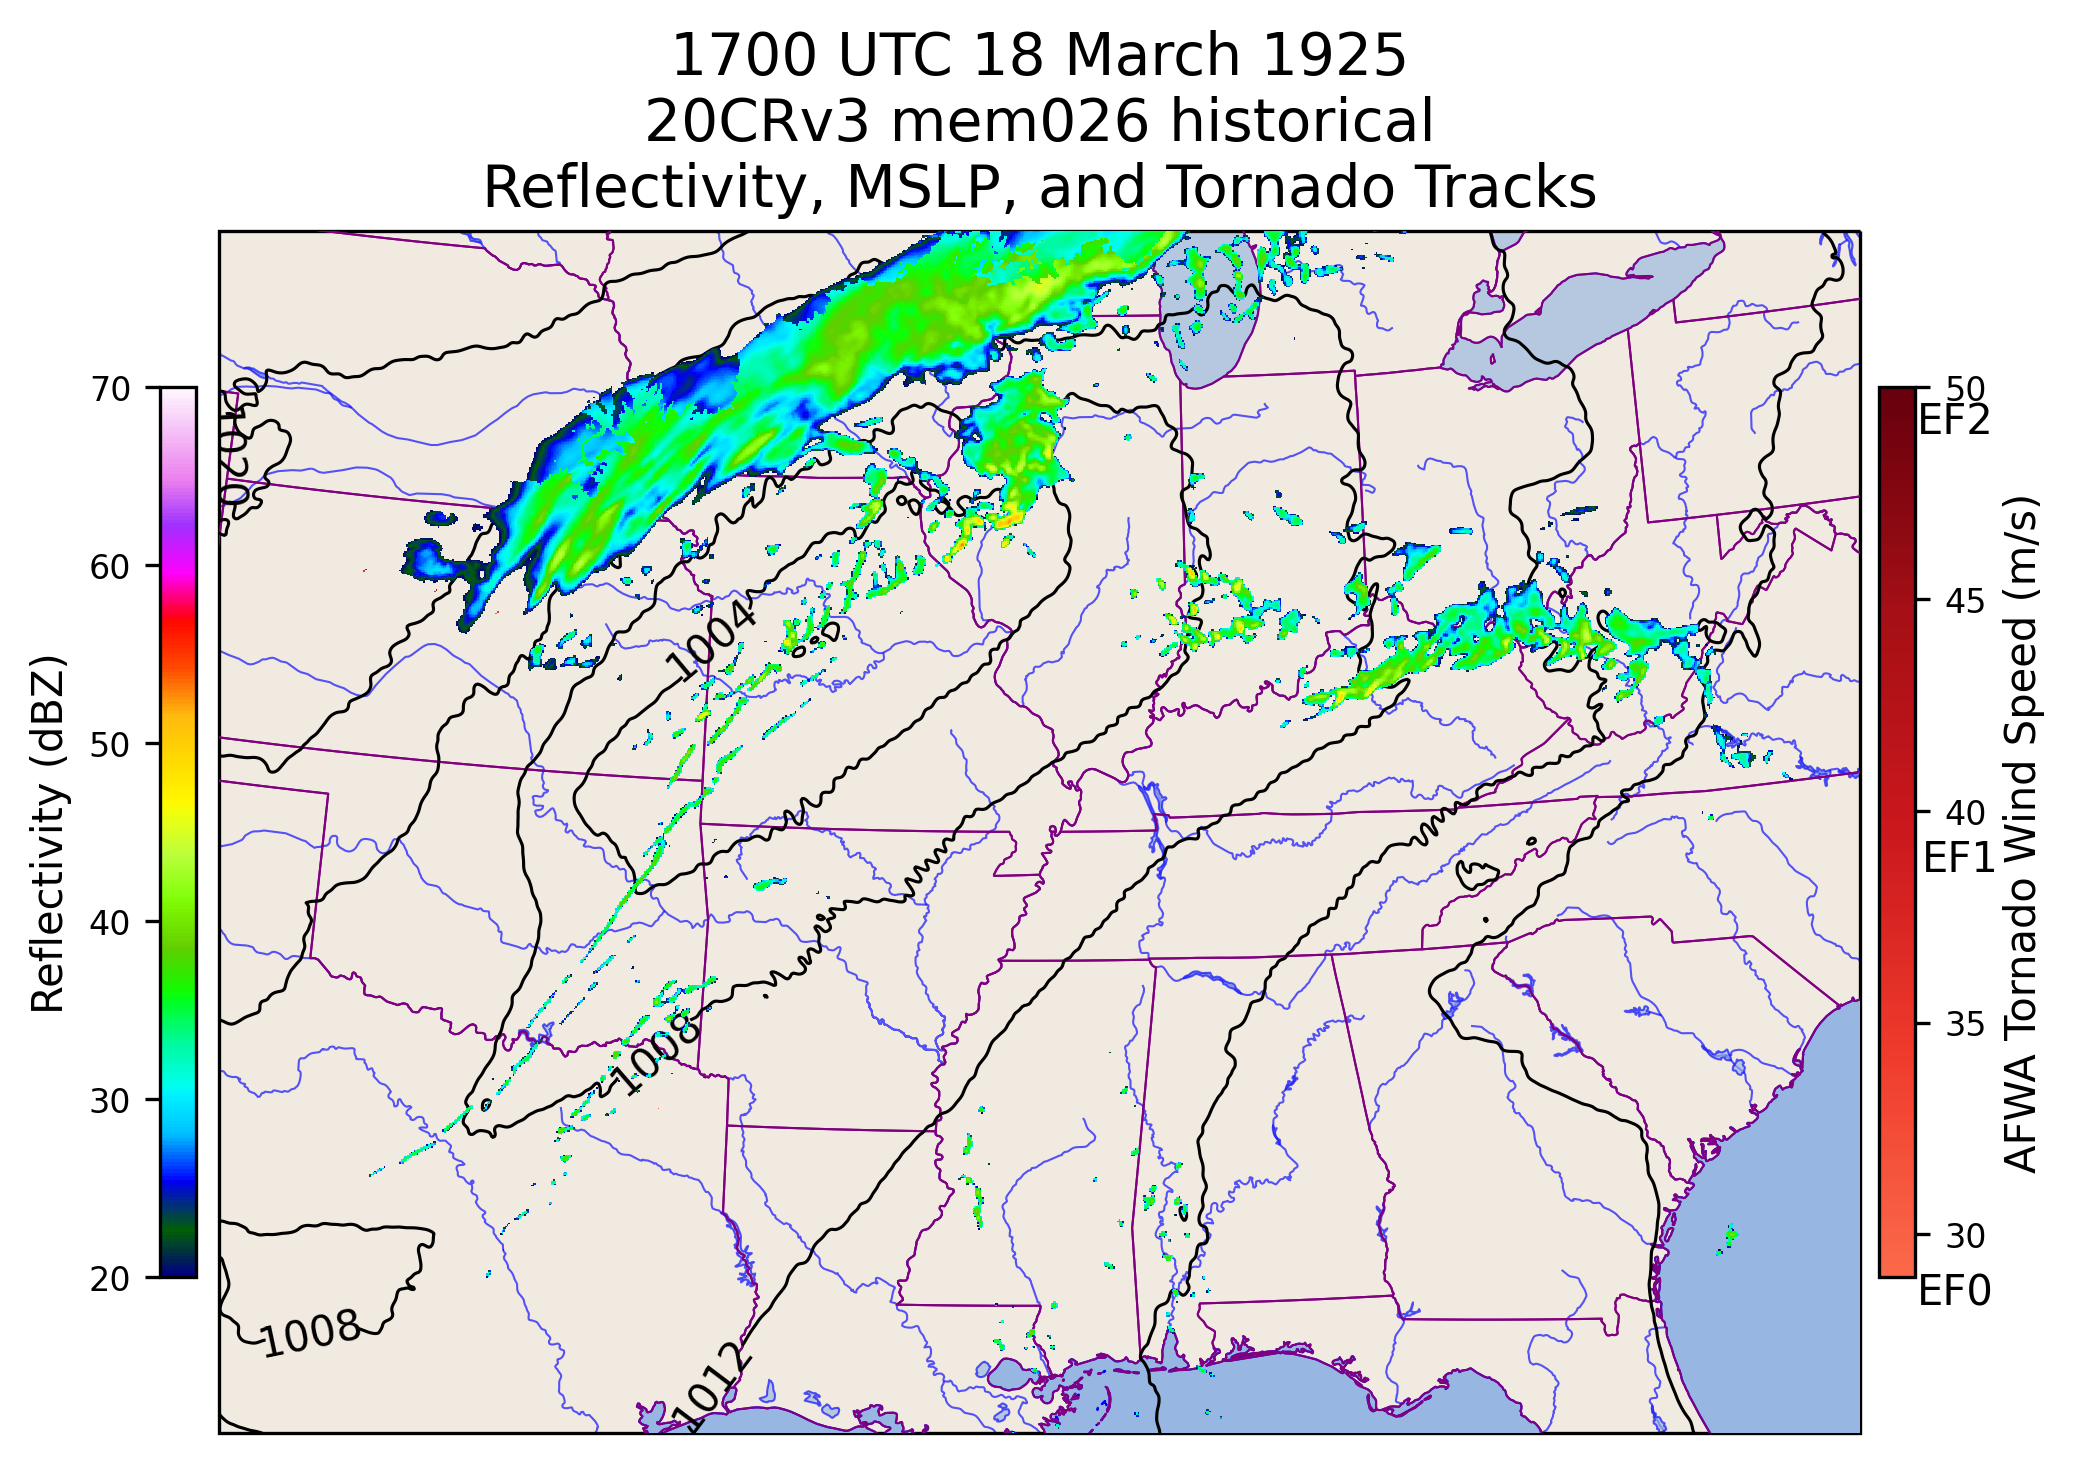 1700 UTC 18 March 1925
20CRv3 mem026 historical
Reflectivity, MSLP, and Tornado Tracks
70
60
50
40
30
20
Reflectivity (dBZ)
1020
1004
1008
1008
1012
50
EF2
45
40
EF1
35
30
EF0
AFWA Tornado Wind Speed (m/s)